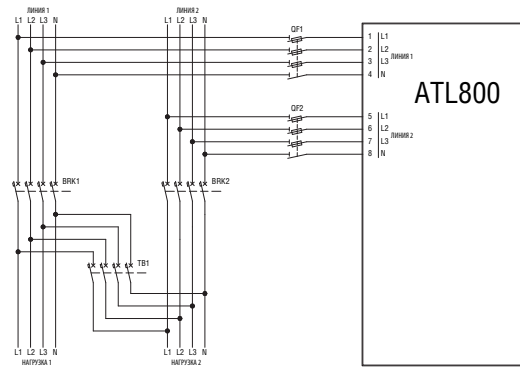 ЛИНИЯ 1
L1 L2 L3 N
ЛИНИЯ 2
L1 L2 L3 N
QF1
1 L1
2 L2
3 L3
4 N
ЛИНИЯ 1
ATL800
QF2
5 L1
6 L2
7 L3
8 N
ЛИНИЯ 2
BRK1
BRK2
TB1
L1 L2 L3 N
НАГРУЗКА 1
L1 L2 L3 N
НАГРУЗКА 2